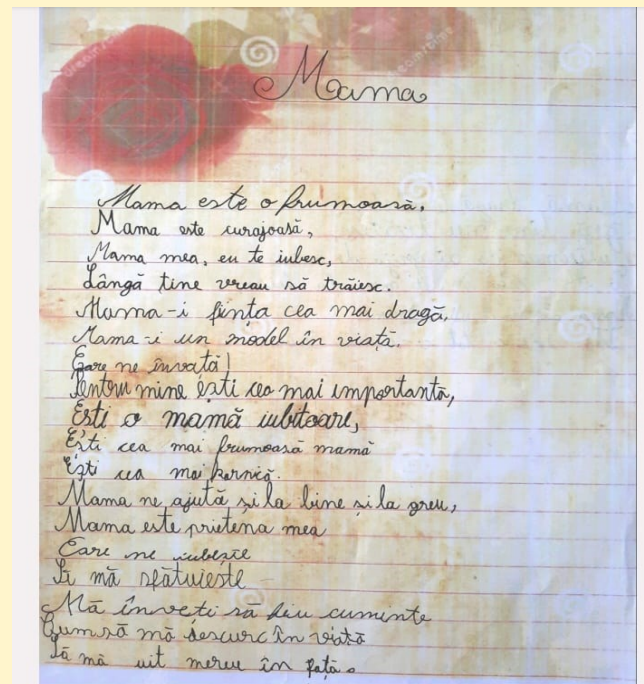 Mama
Mama este o frumoasă,
Mama este curajoasă,
Mama mea, eu te iubesc,
Lângă tine vreau să trăiesc.
Mama-i ființa cea mai dragă,
Mama-i un model în viață.
Care ne învață!
Pentru mine ești cea mai importantă,
Ești o mamă iubitoare,
Ești cea mai frumoasă mamă
Ești cea mai harnică.
Mama ne ajută și la bine și la greu,
Mama este prietena mea
Care ne iubește
Și mă sfătuiește
Mă înveți să fiu cuminte
Cum să mă descurc în viață
Să mă uit mereu în față.